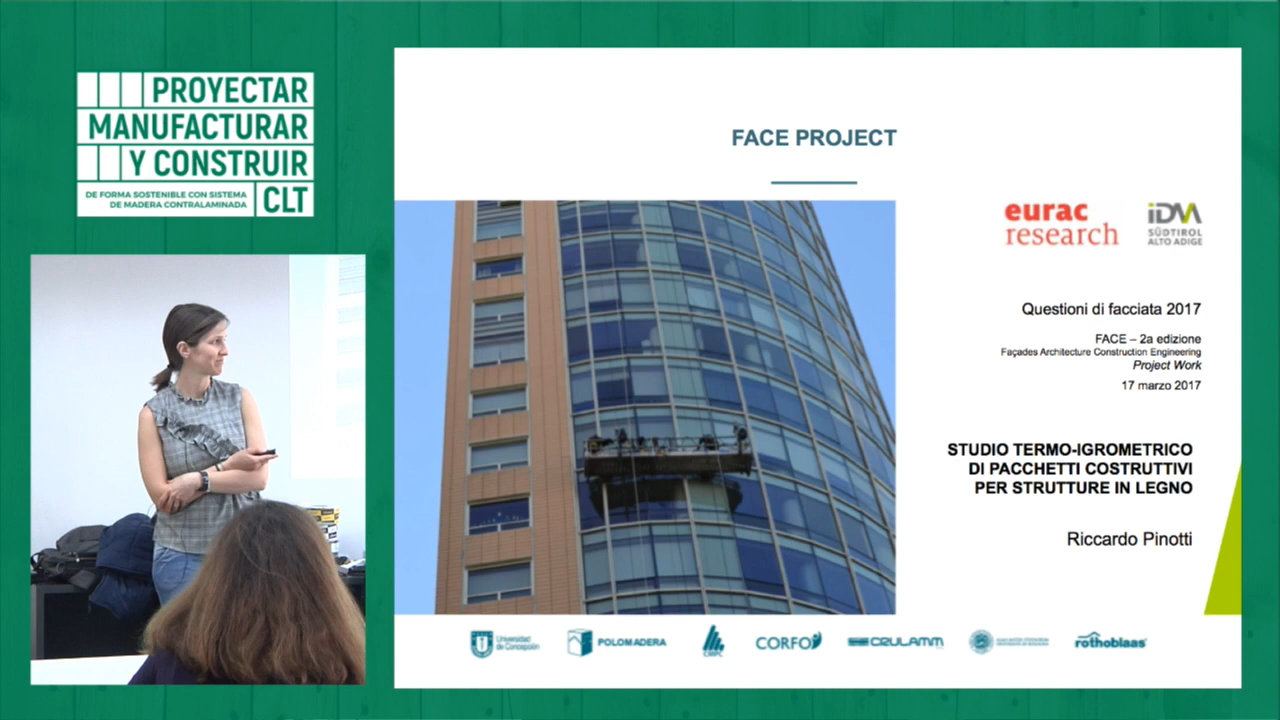 PROYECTAR
MANUFACTURAR
Y CONSTRUIR
DE FORMA SOSTENIBLE CON SISTEMA
DE MADERA CONTRALAMINADA
CLT
FACE PROJECT
eurac
research
iDM
SÜDTIROL
ALTO ADIGE
Questioni di facciata 2017
FACE – 2a edizione
Façades Architecture Construction Engineering
Project Work
17 marzo 2017
STUDIO TERMO-IGROMETRICO
DI PACCHETTI COSTRUTTIVI
PER STRUTTURE IN LEGNO
Riccardo Pinotti
Universidad
de Concepción
POLOMADERA
CORFO
CRULAMM
rothoblaas